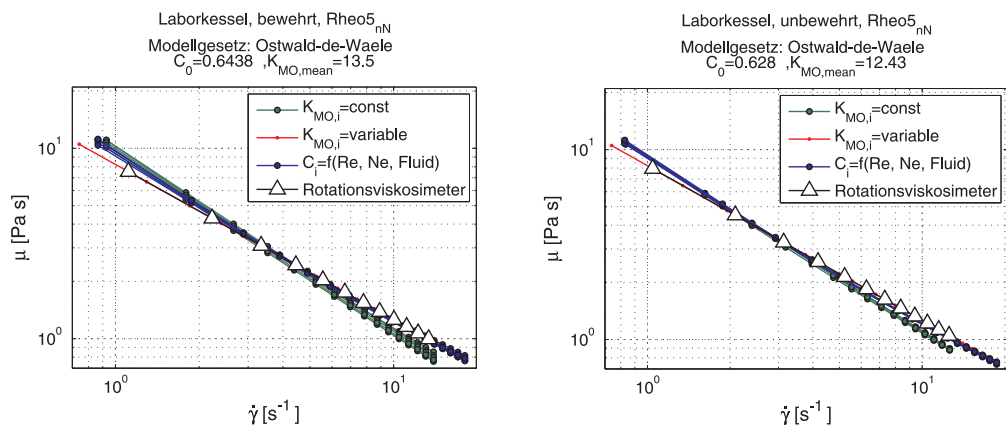 Laborkessel, bewehrt, Rheo5nN
Modellgesetz: Ostwald-de-Waele
C0=0.6438 ,KMO,mean=13.5
KMO,i=const
KMO,i=variable
Ci=f(Re, Ne, Fluid)
Rotationsviskosimeter
10^1
10^0
μ [Pa s]
10^0
10^1
γ̇ [s^-1]
Laborkessel, unbewehrt, Rheo5nN
Modellgesetz: Ostwald-de-Waele
C0=0.628 ,KMO,mean=12.43
KMO,i=const
KMO,i=variable
Ci=f(Re, Ne, Fluid)
Rotationsviskosimeter
10^1
10^0
μ [Pa s]
10^0
10^1
γ̇ [s^-1]